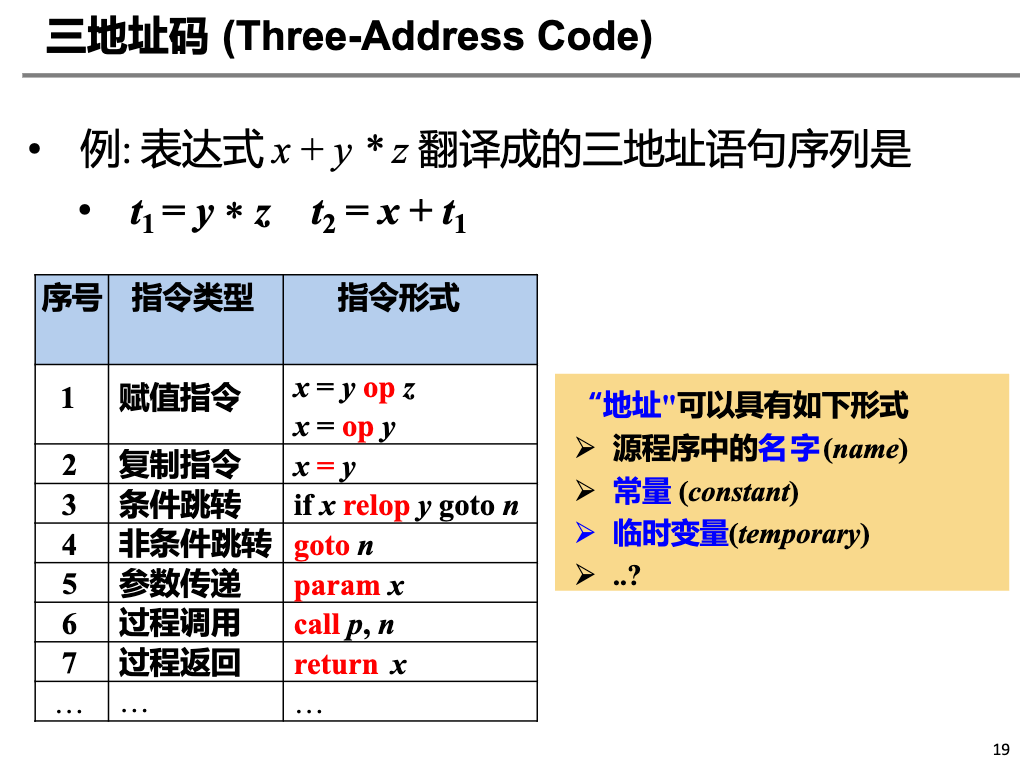 三地址码 (Three-Address Code)
• 例: 表达式 x + y * z 翻译成的三地址语句序列是
• t₁ = y * z t₂ = x + t₁
序号 指令类型 指令形式
1 赋值指令 x = y op z
x = op y
2 复制指令 x = y
3 条件跳转 if x relop y goto n
4 非条件跳转 goto n
5 参数传递 param x
6 过程调用 call p, n
7 过程返回 return x
… … …
“地址"可以具有如下形式
➢ 源程序中的名字 (name)
➢ 常量 (constant)
➢ 临时变量(temporary)
➢ ..?
19